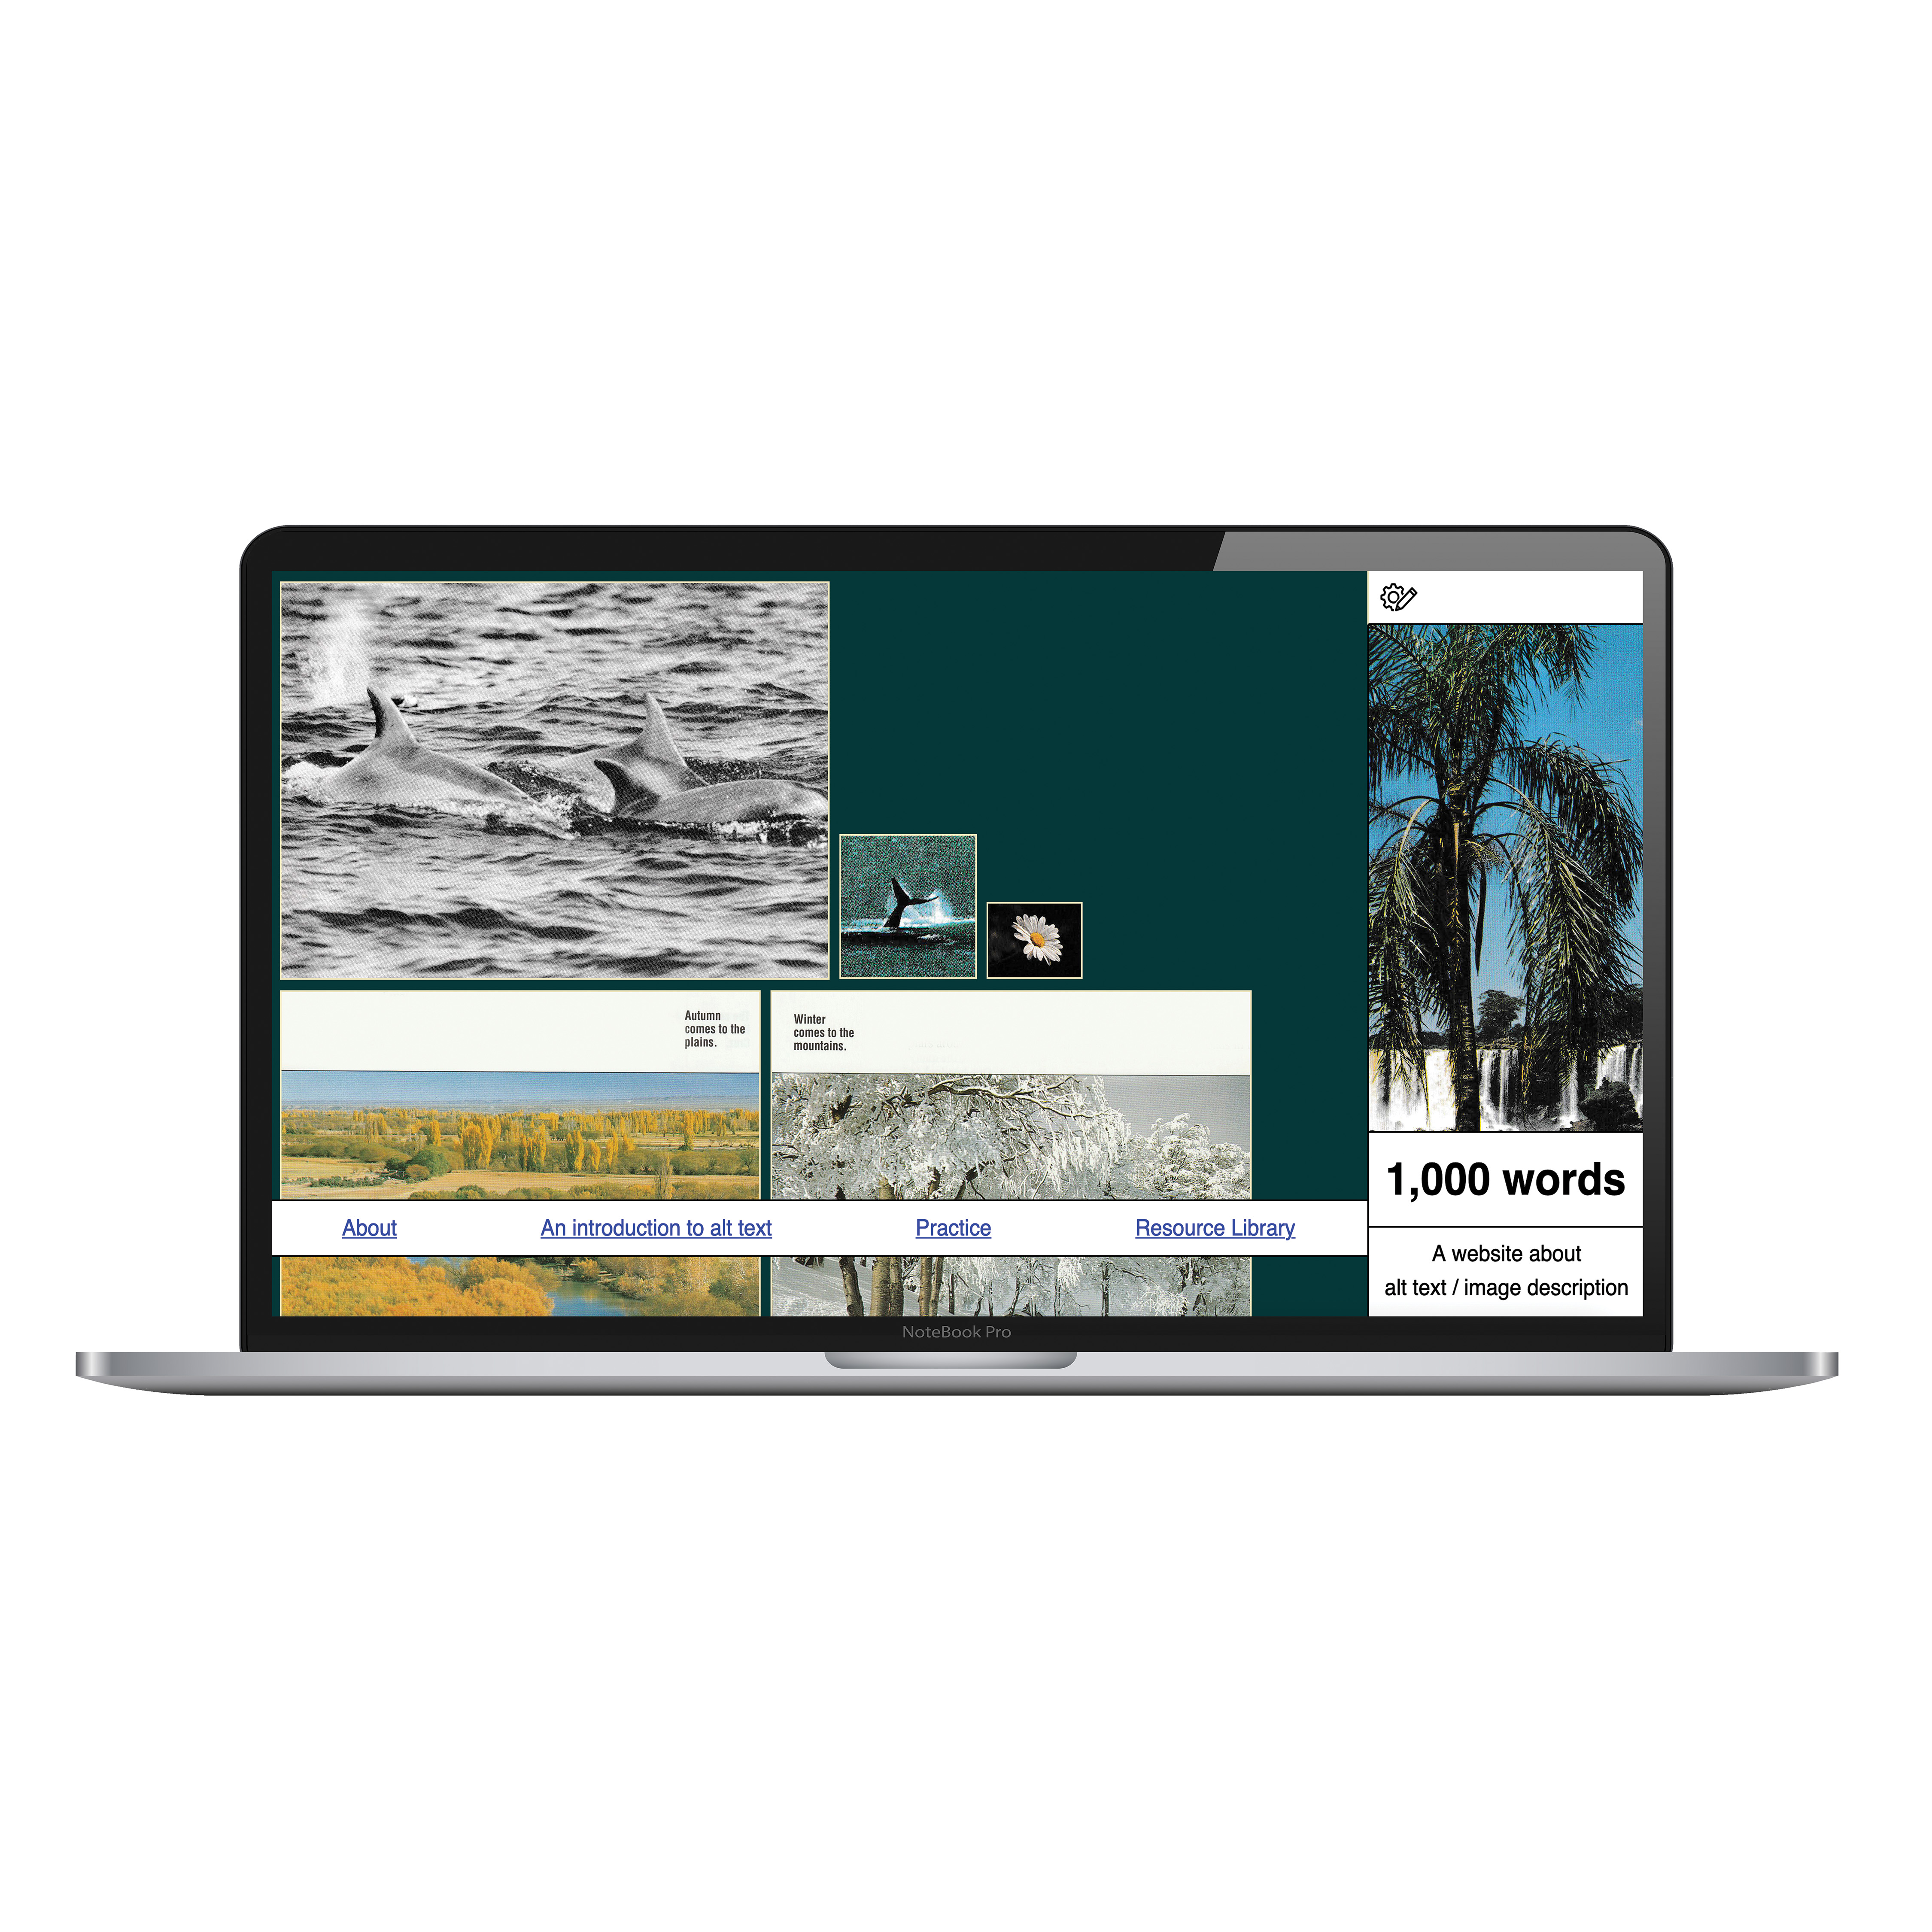 Autumn
comes to the
plains.
Winter
comes to the
mountains.
About
An introduction to alt text
Practice
Resource Library
1,000 words
A website about
alt text / image description
NoteBook Pro